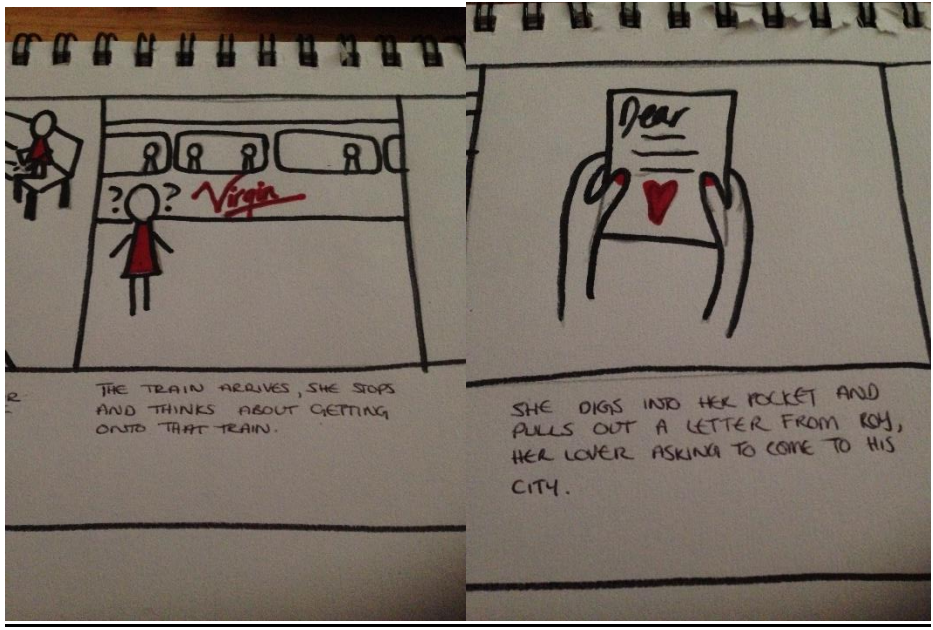 ? ?
Virgin
THE TRAIN ARRIVES, SHE STOPS
AND THINKS ABOUT GETTING
ONTO THAT TRAIN.
Dear
SHE DIGS INTO HER POCKET AND
PULLS OUT A LETTER FROM ROY,
HER LOVER ASKING TO COME TO HIS
CITY.